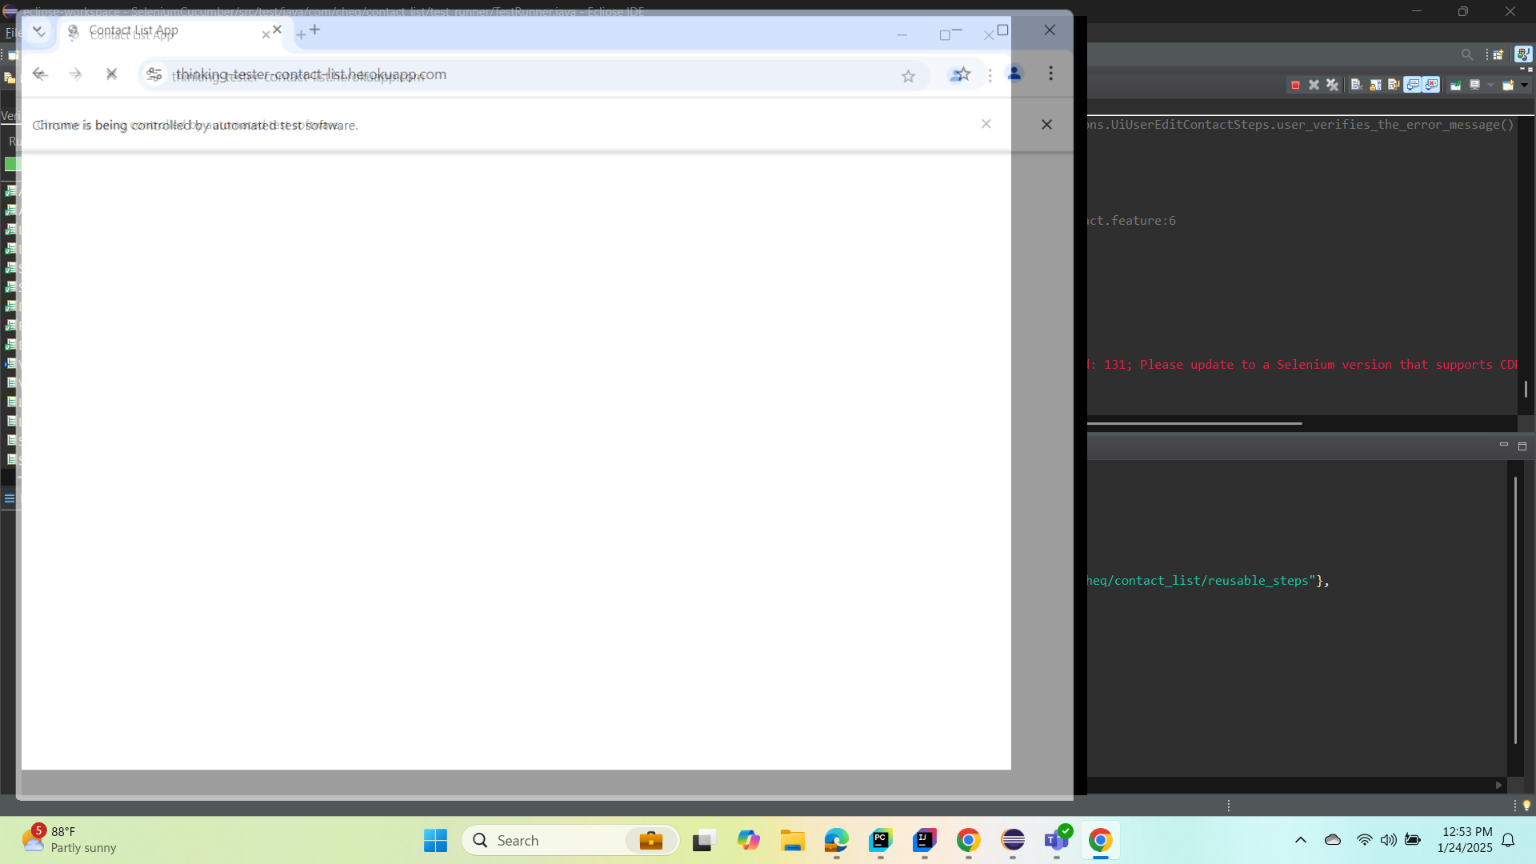 eclipse-workspace - SeleniumCucumber/src/test/java/com/cheq/contact_list/test_runner/TestRunner.java - Eclipse IDE
Contact List App
thinking-tester-contact-list.herokuapp.com
Chrome is being controlled by automated test software.
ons.UiUserEditContactSteps.user_verifies_the_error_message()
act.feature:6
d: 131; Please update to a Selenium version that supports CDP
heq/contact_list/reusable_steps"},
5
88°F
Partly sunny
Search
12:53 PM
1/24/2025